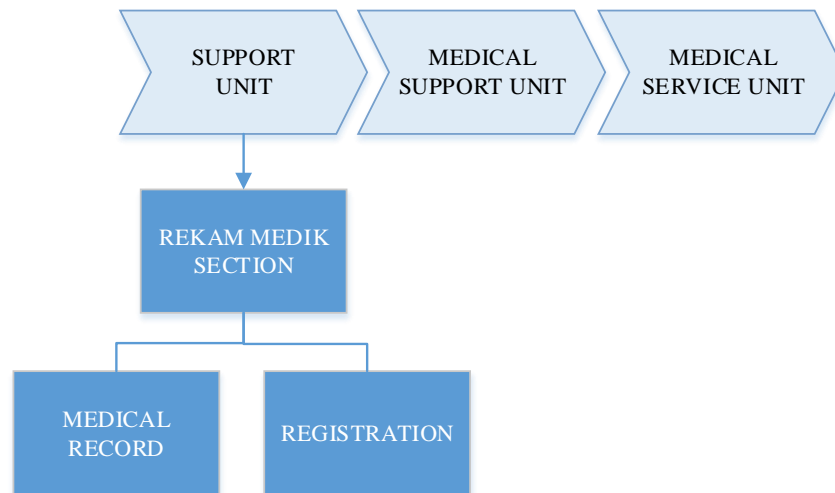 SUPPORT
UNIT
MEDICAL
SUPPORT UNIT
MEDICAL
SERVICE UNIT
REKAM MEDIK
SECTION
MEDICAL
RECORD
REGISTRATION